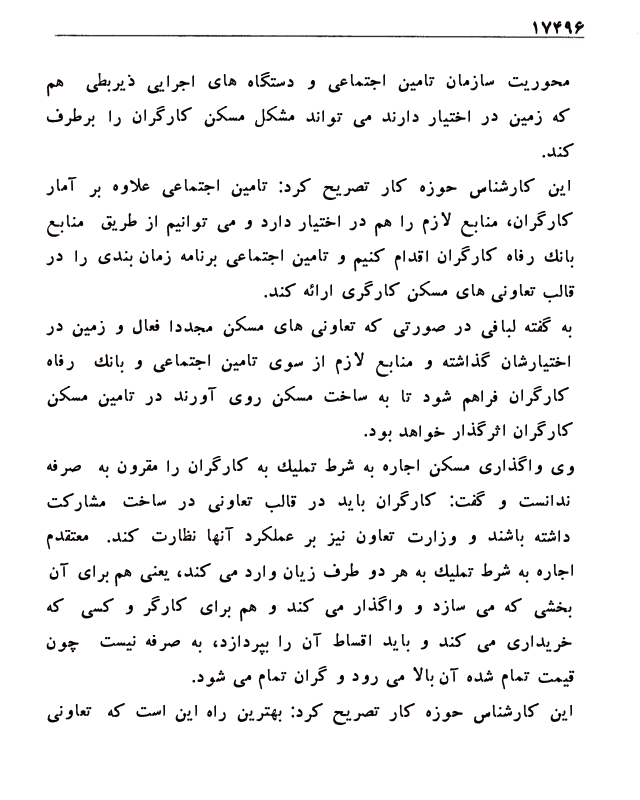 ۱۷۴۹۶
محوریت سازمان تامین اجتماعی و دستگاه های اجرایی ذیربطی هم
که زمین در اختیار دارند می تواند مشکل مسکن کارگران را برطرف
کند.
این کارشناس حوزه کار تصریح کرد: تامین اجتماعی علاوه بر آمار
کارگران، منابع لازم را هم در اختیار دارد و می توانیم از طریق منابع
بانك رفاه کارگران اقدام کنیم و تامین اجتماعی برنامه زمان بندی را در
قالب تعاونی های مسکن کارگری ارائه کند.
به گفته لبافی در صورتی که تعاونی های مسکن مجددا فعال و زمین در
اختیارشان گذاشته و منابع لازم از سوی تامین اجتماعی و بانك رفاه
کارگران فراهم شود تا به ساخت مسکن روی آورند در تامین مسکن
کارگران اثرگذار خواهد بود.
وی واگذاری مسکن اجاره به شرط تملیك به کارگران را مقرون به صرفه
ندانست و گفت: کارگران باید در قالب تعاونی در ساخت مشارکت
داشته باشند و وزارت تعاون نیز بر عملکرد آنها نظارت کند. معتقدم
اجاره به شرط تملیك به هر دو طرف زیان وارد می کند، یعنی هم برای آن
بخشی که می سازد و واگذار می کند و هم برای کارگر و کسی که
خریداری می کند و باید اقساط آن را بپردازد، به صرفه نیست چون
قیمت تمام شده آن بالا می رود و گران تمام می شود.
این کارشناس حوزه کار تصریح کرد: بهترین راه این است که تعاونی